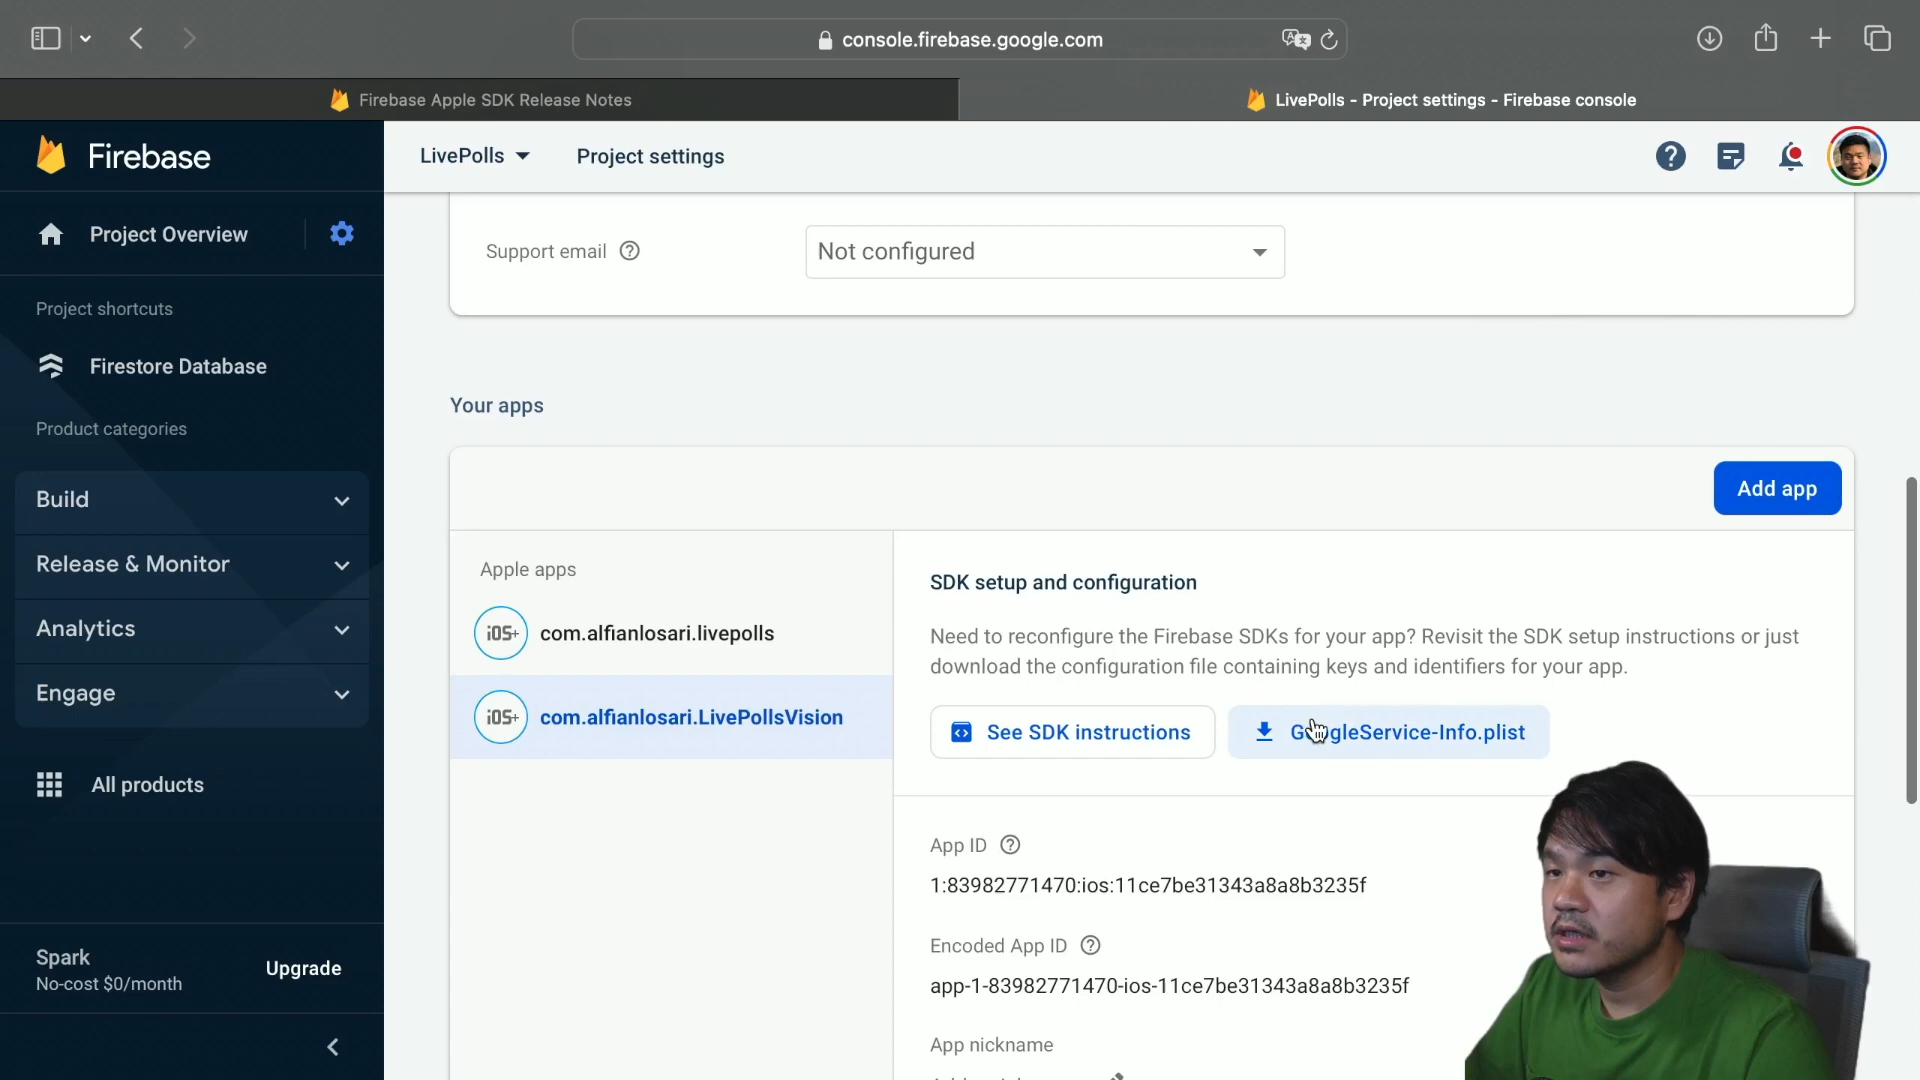 console.firebase.google.com
Firebase Apple SDK Release Notes
LivePolls - Project settings - Firebase console
Firebase
LivePolls
Project settings
Project Overview
Support email
Not configured
Project shortcuts
Firestore Database
Your apps
Product categories
Build
Add app
Release & Monitor
Apple apps
SDK setup and configuration
iOS+ com.alfianlosari.livepolls
Need to reconfigure the Firebase SDKs for your app? Revisit the SDK setup instructions or just
download the configuration file containing keys and identifiers for your app.
Analytics
Engage
iOS+ com.alfianlosari.LivePollsVision
See SDK instructions
GoogleService-Info.plist
All products
App ID
1:83982771470:ios:11ce7be31343a8a8b3235f
Encoded App ID
app-1-83982771470-ios-11ce7be31343a8a8b3235f
Spark
No-cost $0/month
Upgrade
App nickname